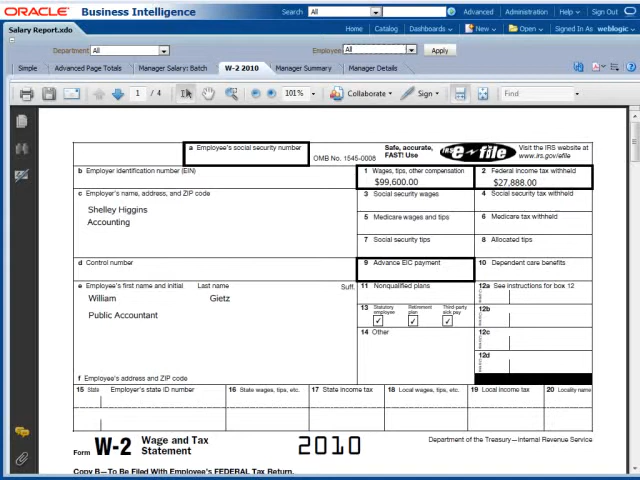 ORACLE Business Intelligence
Search All Advanced Administration Help Sign Out
Salary Report.xdo
Home Catalog Dashboards New Open Signed In As weblogic
Department All Employee All Apply
Simple Advanced Page Totals Manager Salary: Batch W-2 2010 Manager Summary Manager Details
1 / 4 101% Collaborate Sign Find
a Employee's social security number
OMB No. 1545-0008
Safe, accurate,
FAST! Use
IRS e-file
Visit the IRS website at
www.irs.gov/efile
b Employer identification number (EIN)
1 Wages, tips, other compensation
$99,600.00
2 Federal income tax withheld
$27,888.00
c Employer's name, address, and ZIP code
Shelley Higgins
Accounting
3 Social security wages
4 Social security tax withheld
5 Medicare wages and tips
6 Medicare tax withheld
7 Social security tips
8 Allocated tips
d Control number
9 Advance EIC payment
10 Dependent care benefits
e Employee's first name and initial Last name Suff.
William Gietz
Public Accountant
11 Nonqualified plans
12a See instructions for box 12
13 Statutory employee Retirement plan Third-party sick pay
12b
14 Other
12c
12d
f Employee's address and ZIP code
15 State Employer's state ID number
16 State wages, tips, etc.
17 State income tax
18 Local wages, tips, etc.
19 Local income tax
20 Locality name
Form W-2 Wage and Tax
Statement
2010
Department of the Treasury—Internal Revenue Service
Copy B—To Be Filed With Employee's FEDERAL Tax Return.